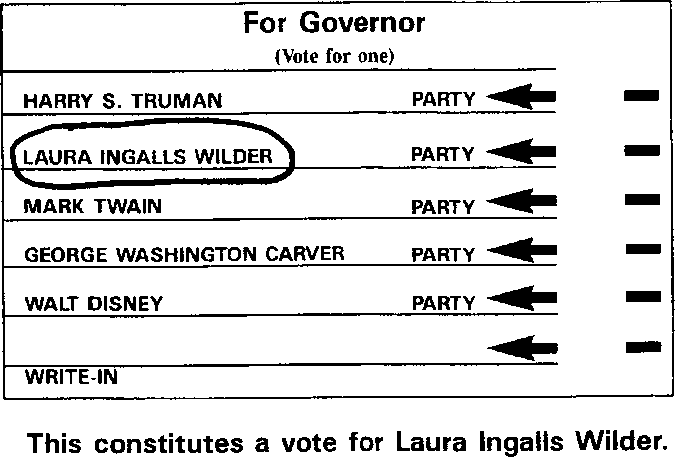 For Governor
(Vote for one)
HARRY S. TRUMAN PARTY
LAURA INGALLS WILDER PARTY
MARK TWAIN PARTY
GEORGE WASHINGTON CARVER PARTY
WALT DISNEY PARTY
WRITE-IN
This constitutes a vote for Laura Ingalls Wilder.